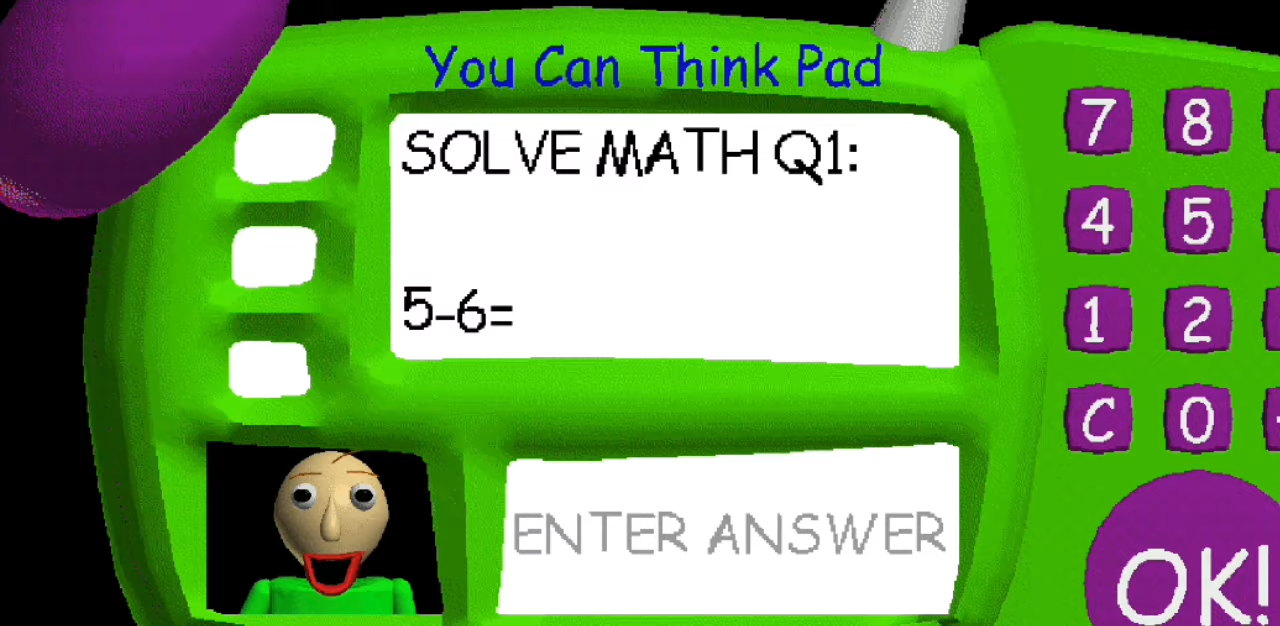 You Can Think Pad
SOLVE MATH Q1:
5-6=
ENTER ANSWER
7 8
4 5
1 2
C 0
OK!